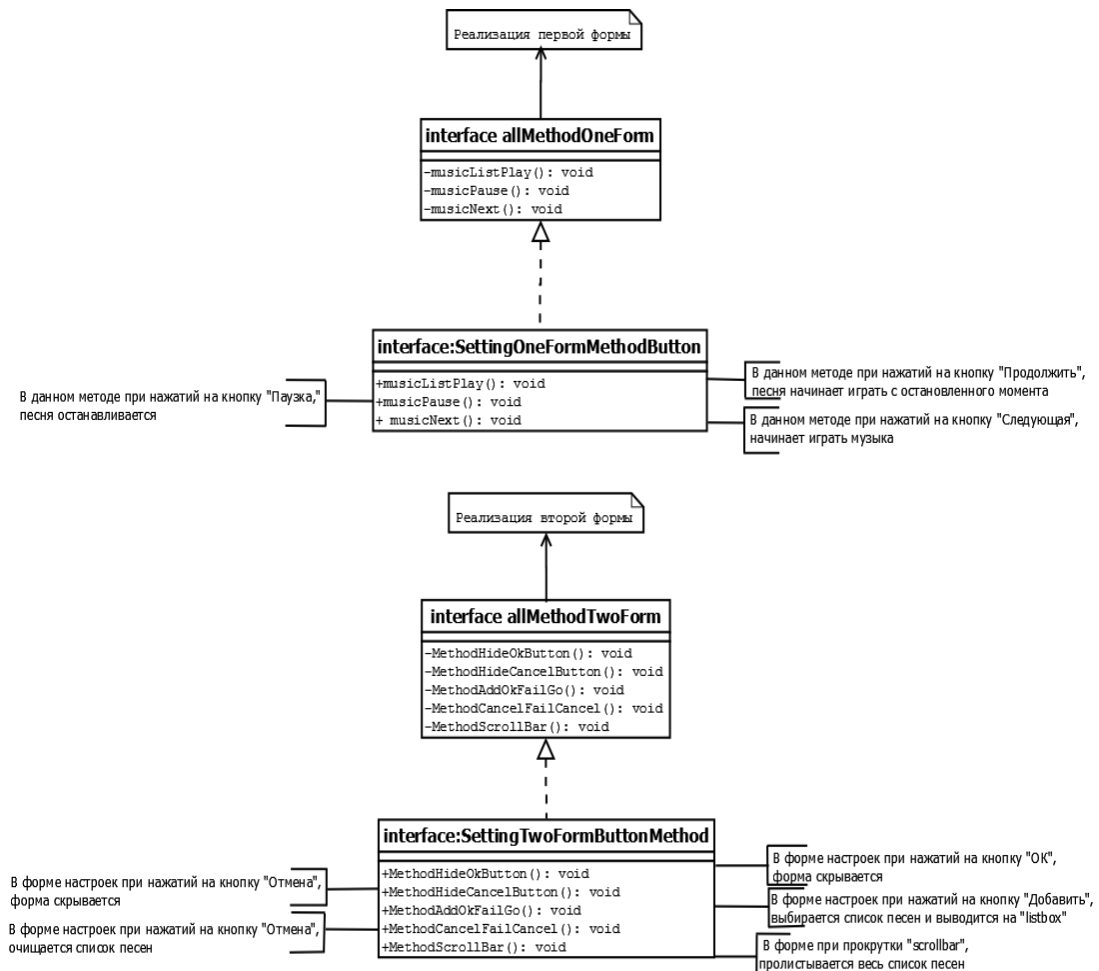 Реализация первой формы
interface allMethodOneForm
-musicListPlay(): void
-musicPause(): void
-musicNext(): void
interface:SettingOneFormMethodButton
+musicListPlay(): void
+musicPause(): void
+ musicNext(): void
В данном методе при нажатий на кнопку "Паузка,"
песня останавливается
В данном методе при нажатий на кнопку "Продолжить",
песня начинает играть с остановленного момента
В данном методе при нажатий на кнопку "Следующая",
начинает играть музыка
Реализация второй формы
interface allMethodTwoForm
-MethodHideOkButton(): void
-MethodHideCancelButton(): void
-MethodAddOkFailGo(): void
-MethodCancelFailCancel(): void
-MethodScrollBar(): void
interface:SettingTwoFormButtonMethod
+MethodHideOkButton(): void
+MethodHideCancelButton(): void
+MethodAddOkFailGo(): void
+MethodCancelFailCancel(): void
+MethodScrollBar(): void
В форме настроек при нажатий на кнопку "Отмена",
форма скрывается
В форме настроек при нажатий на кнопку "Отмена",
очищается список песен
В форме настроек при нажатий на кнопку "ОК",
форма скрывается
В форме настроек при нажатий на кнопку "Добавить",
выбирается список песен и выводится на "listbox"
В форме при прокрутки "scrollbar",
пролистывается весь список песен